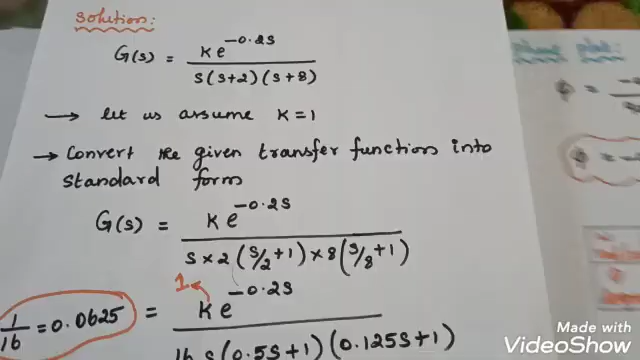 Solution:
G(s) = Ke^-0.2s / s(s+2)(s+8)
→ let us assume K = 1
→ Convert the given transfer function into
standard form
G(s) = Ke^-0.2s / s×2(s/2+1)×8(s/8+1)
1
1/16 = 0.0625 = Ke^-0.2s / 16 s(0.5s+1)(0.125s+1)
phase plot:
ϕ = -
ϕ = -
Made with
VideoShow